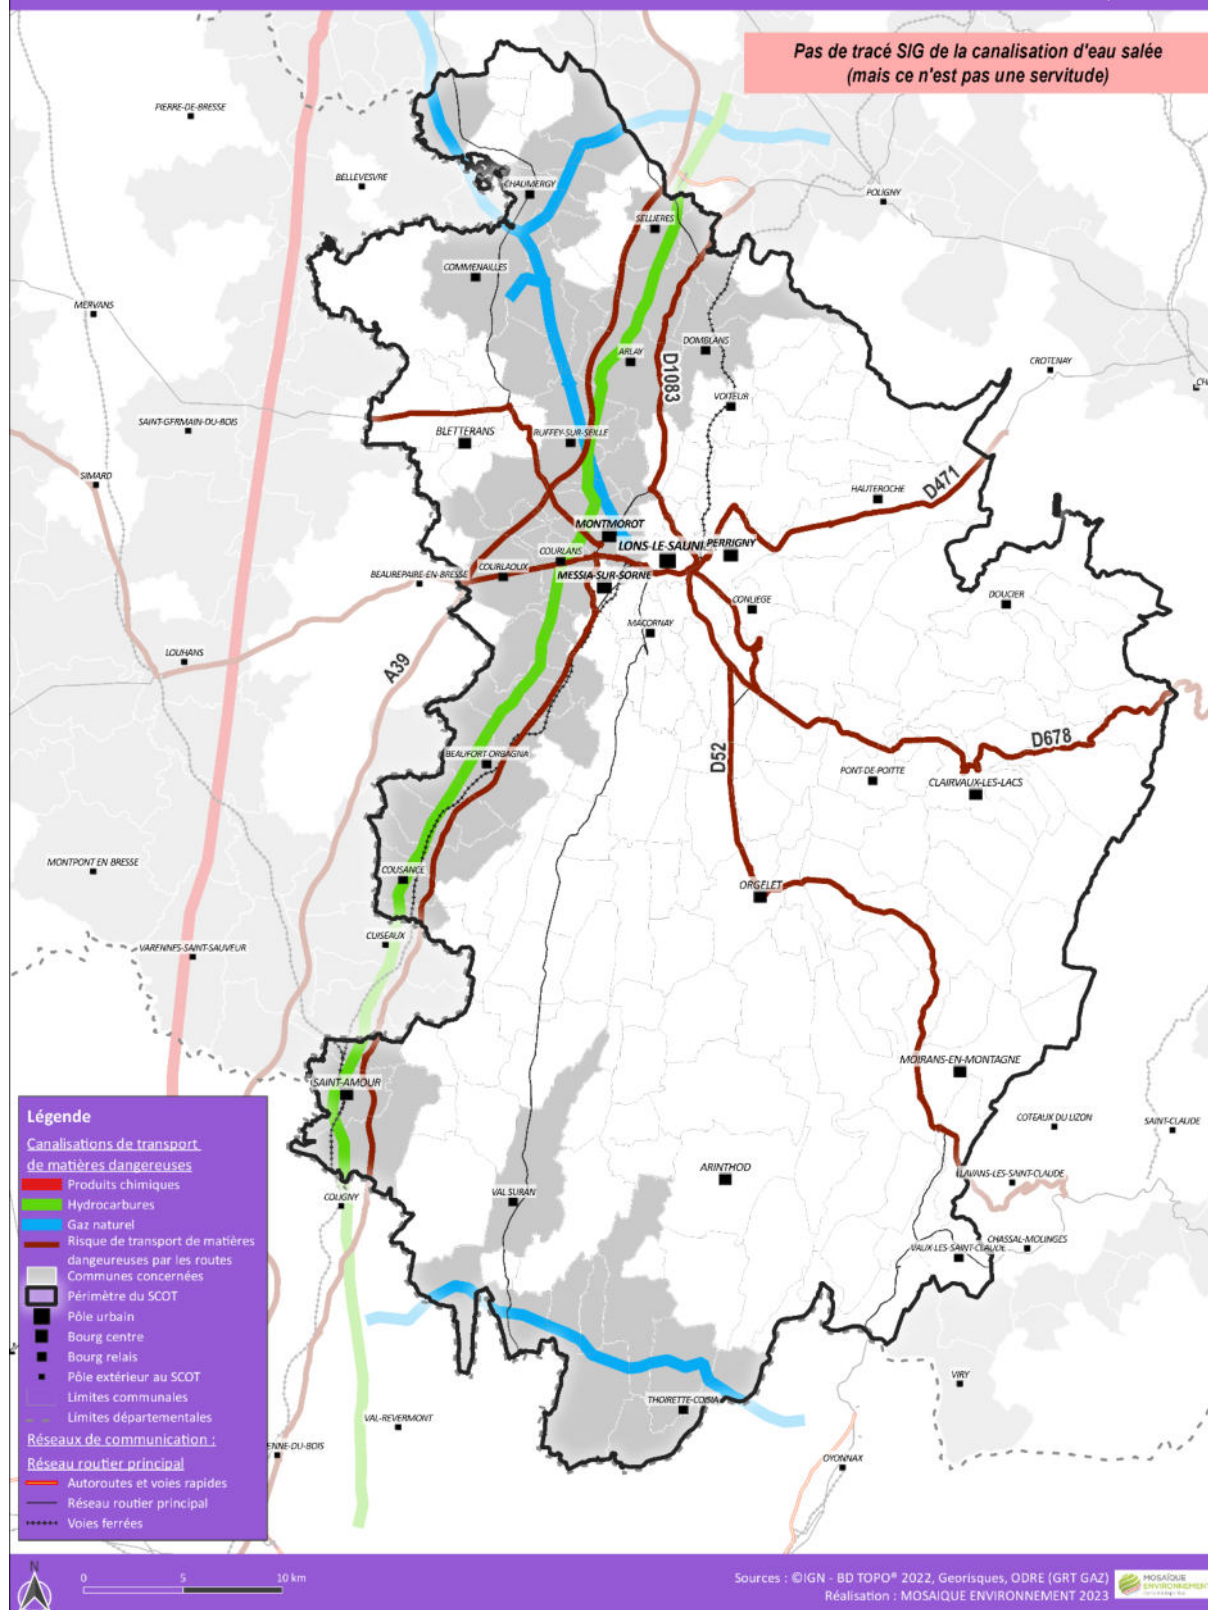 Pas de tracé SIG de la canalisation d'eau salée
(mais ce n'est pas une servitude)
PIERRE-DE-BRESSE
BELLEVESVRE
CHAUMERGY
POLIGNY
SELLIERES
COMMENAILLES
MERVANS
ARLAY
DOMBLANS
D1083
CROTENAY
CH
VOITEUR
SAINT-GERMAIN-DU-BOIS
BLETTERANS
RUFFEY-SUR-SEILLE
SIMARD
HAUTEROCHE
D471
MONTMOROT
LONS-LE-SAUNI
PERRIGNY
COURLANS
BEAUREPAIRE-EN-BRESSE
COURLAOUX
MESSIA-SUR-SORNE
CONLIEGE
DOUCIER
MACORNAY
LOUHANS
A39
D678
BEAUFORT-ORBAGNA
D52
PONT-DE-POITTE
CLAIRVAUX-LES-LACS
MONTPONT EN BRESSE
COUSANCE
ORGELET
CUISEAUX
VARENNES-SAINT-SAUVEUR
MOIRANS-EN-MONTAGNE
SAINT-AMOUR
COTEAUX DU LIZON
SAINT-CLAUDE
ARINTHOD
LAVANS-LES-SAINT-CLAUDE
VAL SURAN
COLIGNY
CHASSAL-MOLINGES
VAUX-LES-SAINT-CLAUDE
VIRY
THOIRETTE-COISIA
VAL-REVERMONT
ENNE-DU-BOIS
OYONNAX
Légende
Canalisations de transport
de matières dangereuses
Produits chimiques
Hydrocarbures
Gaz naturel
Risque de transport de matières
dangeureuses par les routes
Communes concernées
Périmètre du SCOT
Pôle urbain
Bourg centre
Bourg relais
Pôle extérieur au SCOT
Limites communales
Limites départementales
Réseaux de communication :
Réseau routier principal
Autoroutes et voies rapides
Réseau routier principal
Voies ferrées
N
0 5 10 km
Sources : ©IGN - BD TOPO® 2022, Georisques, ODRE (GRT GAZ)
Réalisation : MOSAIQUE ENVIRONNEMENT 2023
MOSAÏQUE
ENVIRONNEMENT